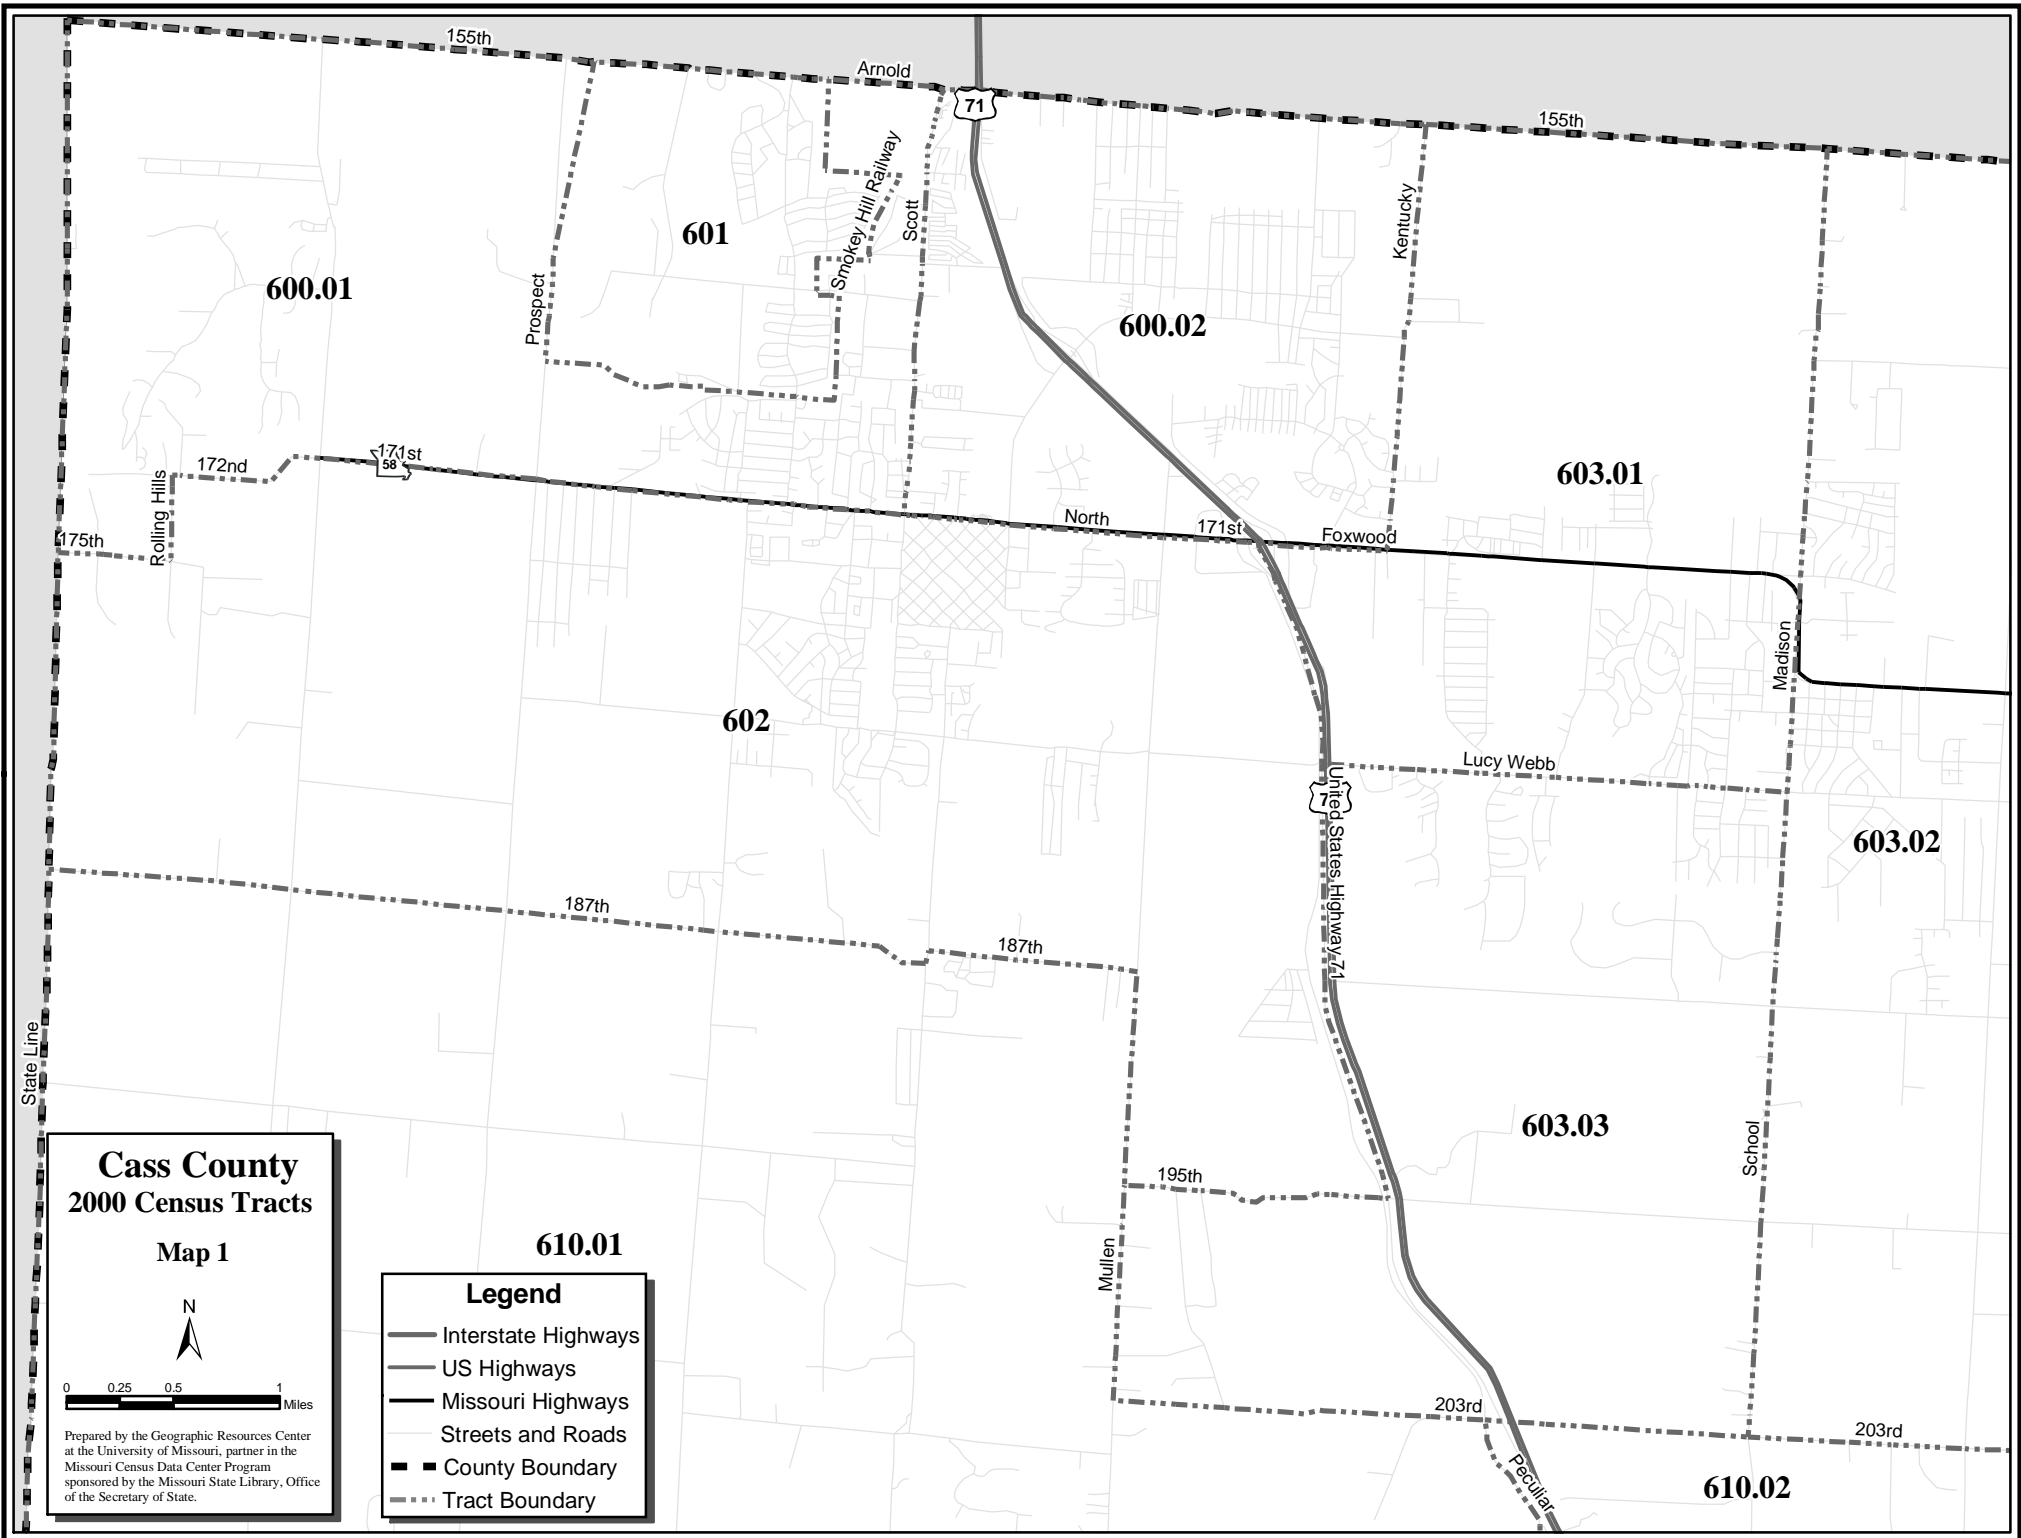 155th
Arnold
71
155th
Smokey Hill Railway
Scott
Kentucky
601
600.01
Prospect
600.02
171st
58
172nd
Rolling Hills
603.01
175th
North
171st
Foxwood
Madison
602
Lucy Webb
7
United States Highway 71
603.02
187th
187th
State Line
603.03
School
195th
Mullen
610.01
203rd
203rd
Peculiar
610.02
Cass County
2000 Census Tracts
Map 1
N
0 0.25 0.5 1
Miles
Prepared by the Geographic Resources Center
at the University of Missouri, partner in the
Missouri Census Data Center Program
sponsored by the Missouri State Library, Office
of the Secretary of State.
Legend
Interstate Highways
US Highways
Missouri Highways
Streets and Roads
County Boundary
Tract Boundary